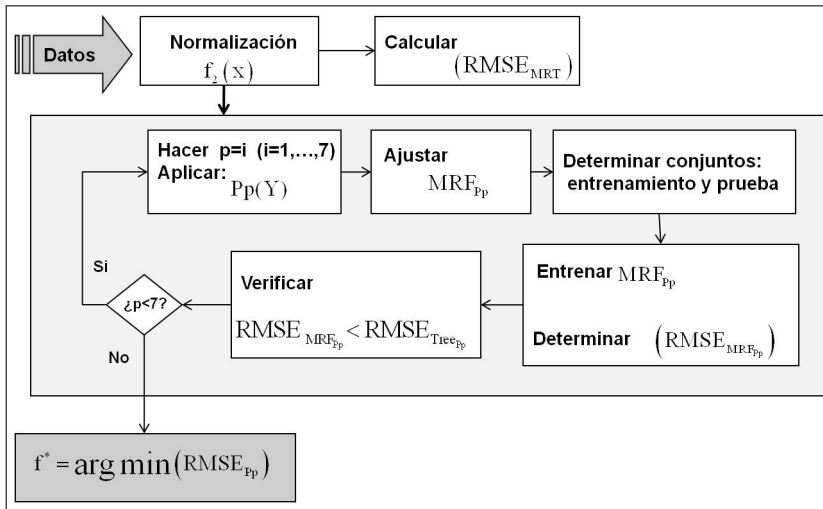 Datos
Normalización
f₂(x)
Calcular
(RMSE_MRT)
Hacer p=i (i=1,...,7)
Aplicar:
Pp(Y)
Ajustar
MRF_Pp
Determinar conjuntos:
entrenamiento y prueba
Si
¿p<7?
No
Verificar
RMSE_MRF_Pp < RMSE_Tree_Pp
Entrenar MRF_Pp
Determinar (RMSE_MRF_Pp)
f* = arg min(RMSE_Pp)